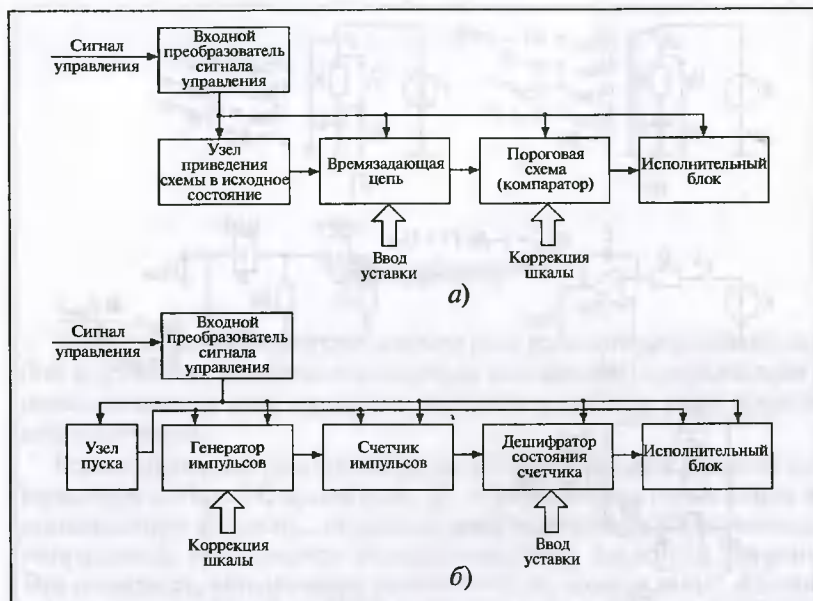 Сигнал
управления
Входной
преобразователь
сигнала
управления
Узел
приведения
схемы в исходное
состояние
Времязадающая
цепь
Пороговая
схема
(компаратор)
Исполнительный
блок
Ввод
уставки
Коррекция
шкалы
а)
Сигнал
управления
Входной
преобразователь
сигнала
управления
Узел
пуска
Генератор
импульсов
Счетчик
импульсов
Дешифратор
состояния
счетчика
Исполнительный
блок
Коррекция
шкалы
Ввод
уставки
б)